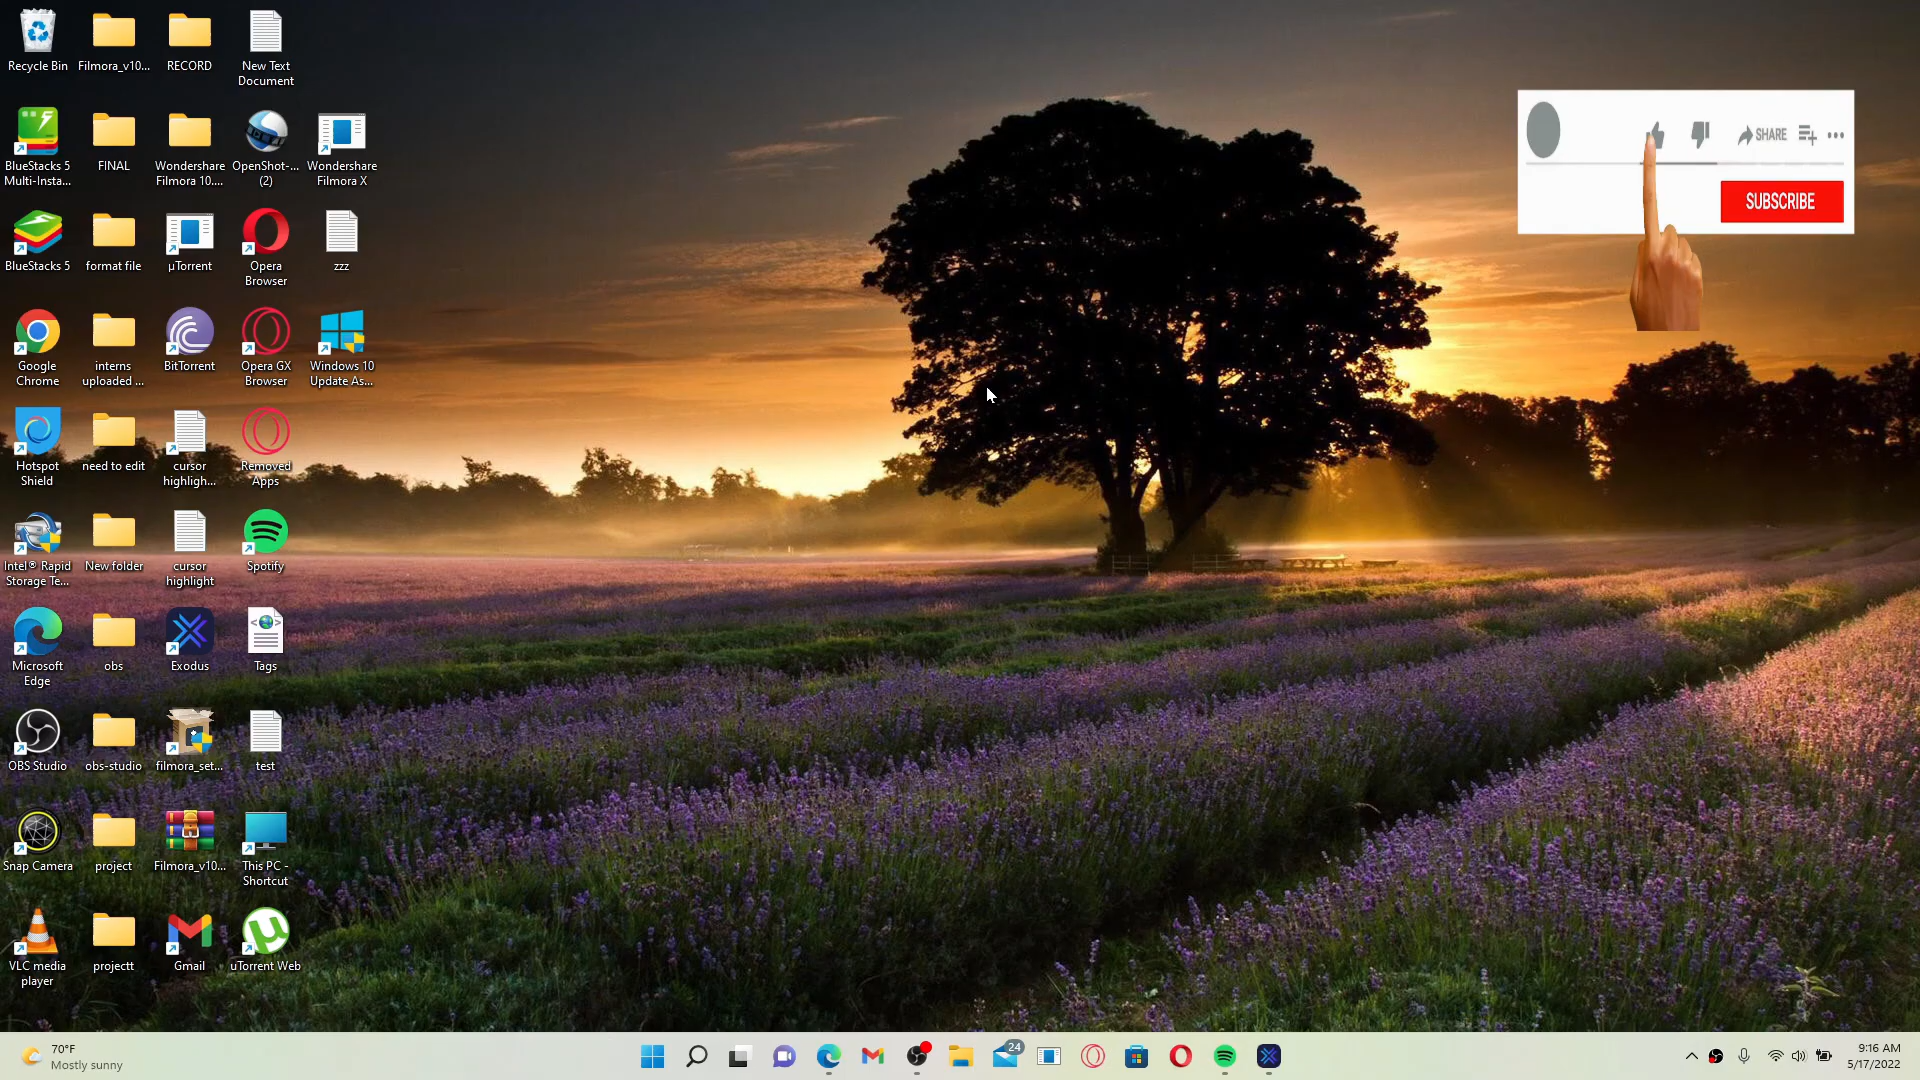 Recycle Bin
Filmora_v10...
RECORD
New Text
Document
BlueStacks 5
Multi-Insta...
FINAL
Wondershare
Filmora 10....
OpenShot-...
(2)
Wondershare
Filmora X
BlueStacks 5
format file
µTorrent
Opera
Browser
zzz
Google
Chrome
interns
uploaded ...
BitTorrent
Opera GX
Browser
Windows 10
Update As...
Hotspot
Shield
need to edit
cursor
highligh...
Removed
Apps
Intel® Rapid
Storage Te...
New folder
cursor
highlight
Spotify
Microsoft
Edge
obs
Exodus
Tags
OBS Studio
obs-studio
filmora_set...
test
Snap Camera
project
Filmora_v10...
This PC -
Shortcut
VLC media
player
projectt
Gmail
uTorrent Web
SHARE
SUBSCRIBE
70°F
Mostly sunny
24
9:16 AM
5/17/2022